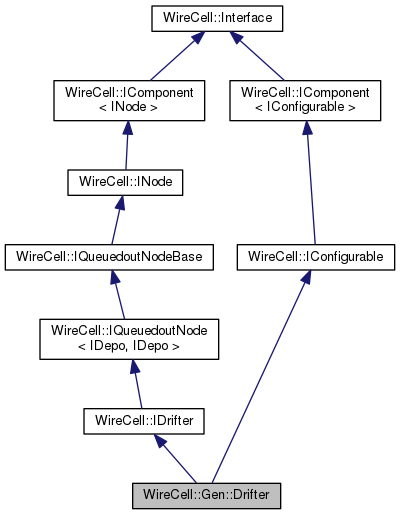 WireCell::Interface
WireCell::IComponent
< INode >
WireCell::IComponent
< IConfigurable >
WireCell::INode
WireCell::IQueuedoutNodeBase
WireCell::IConfigurable
WireCell::IQueuedoutNode
< IDepo, IDepo >
WireCell::IDrifter
WireCell::Gen::Drifter